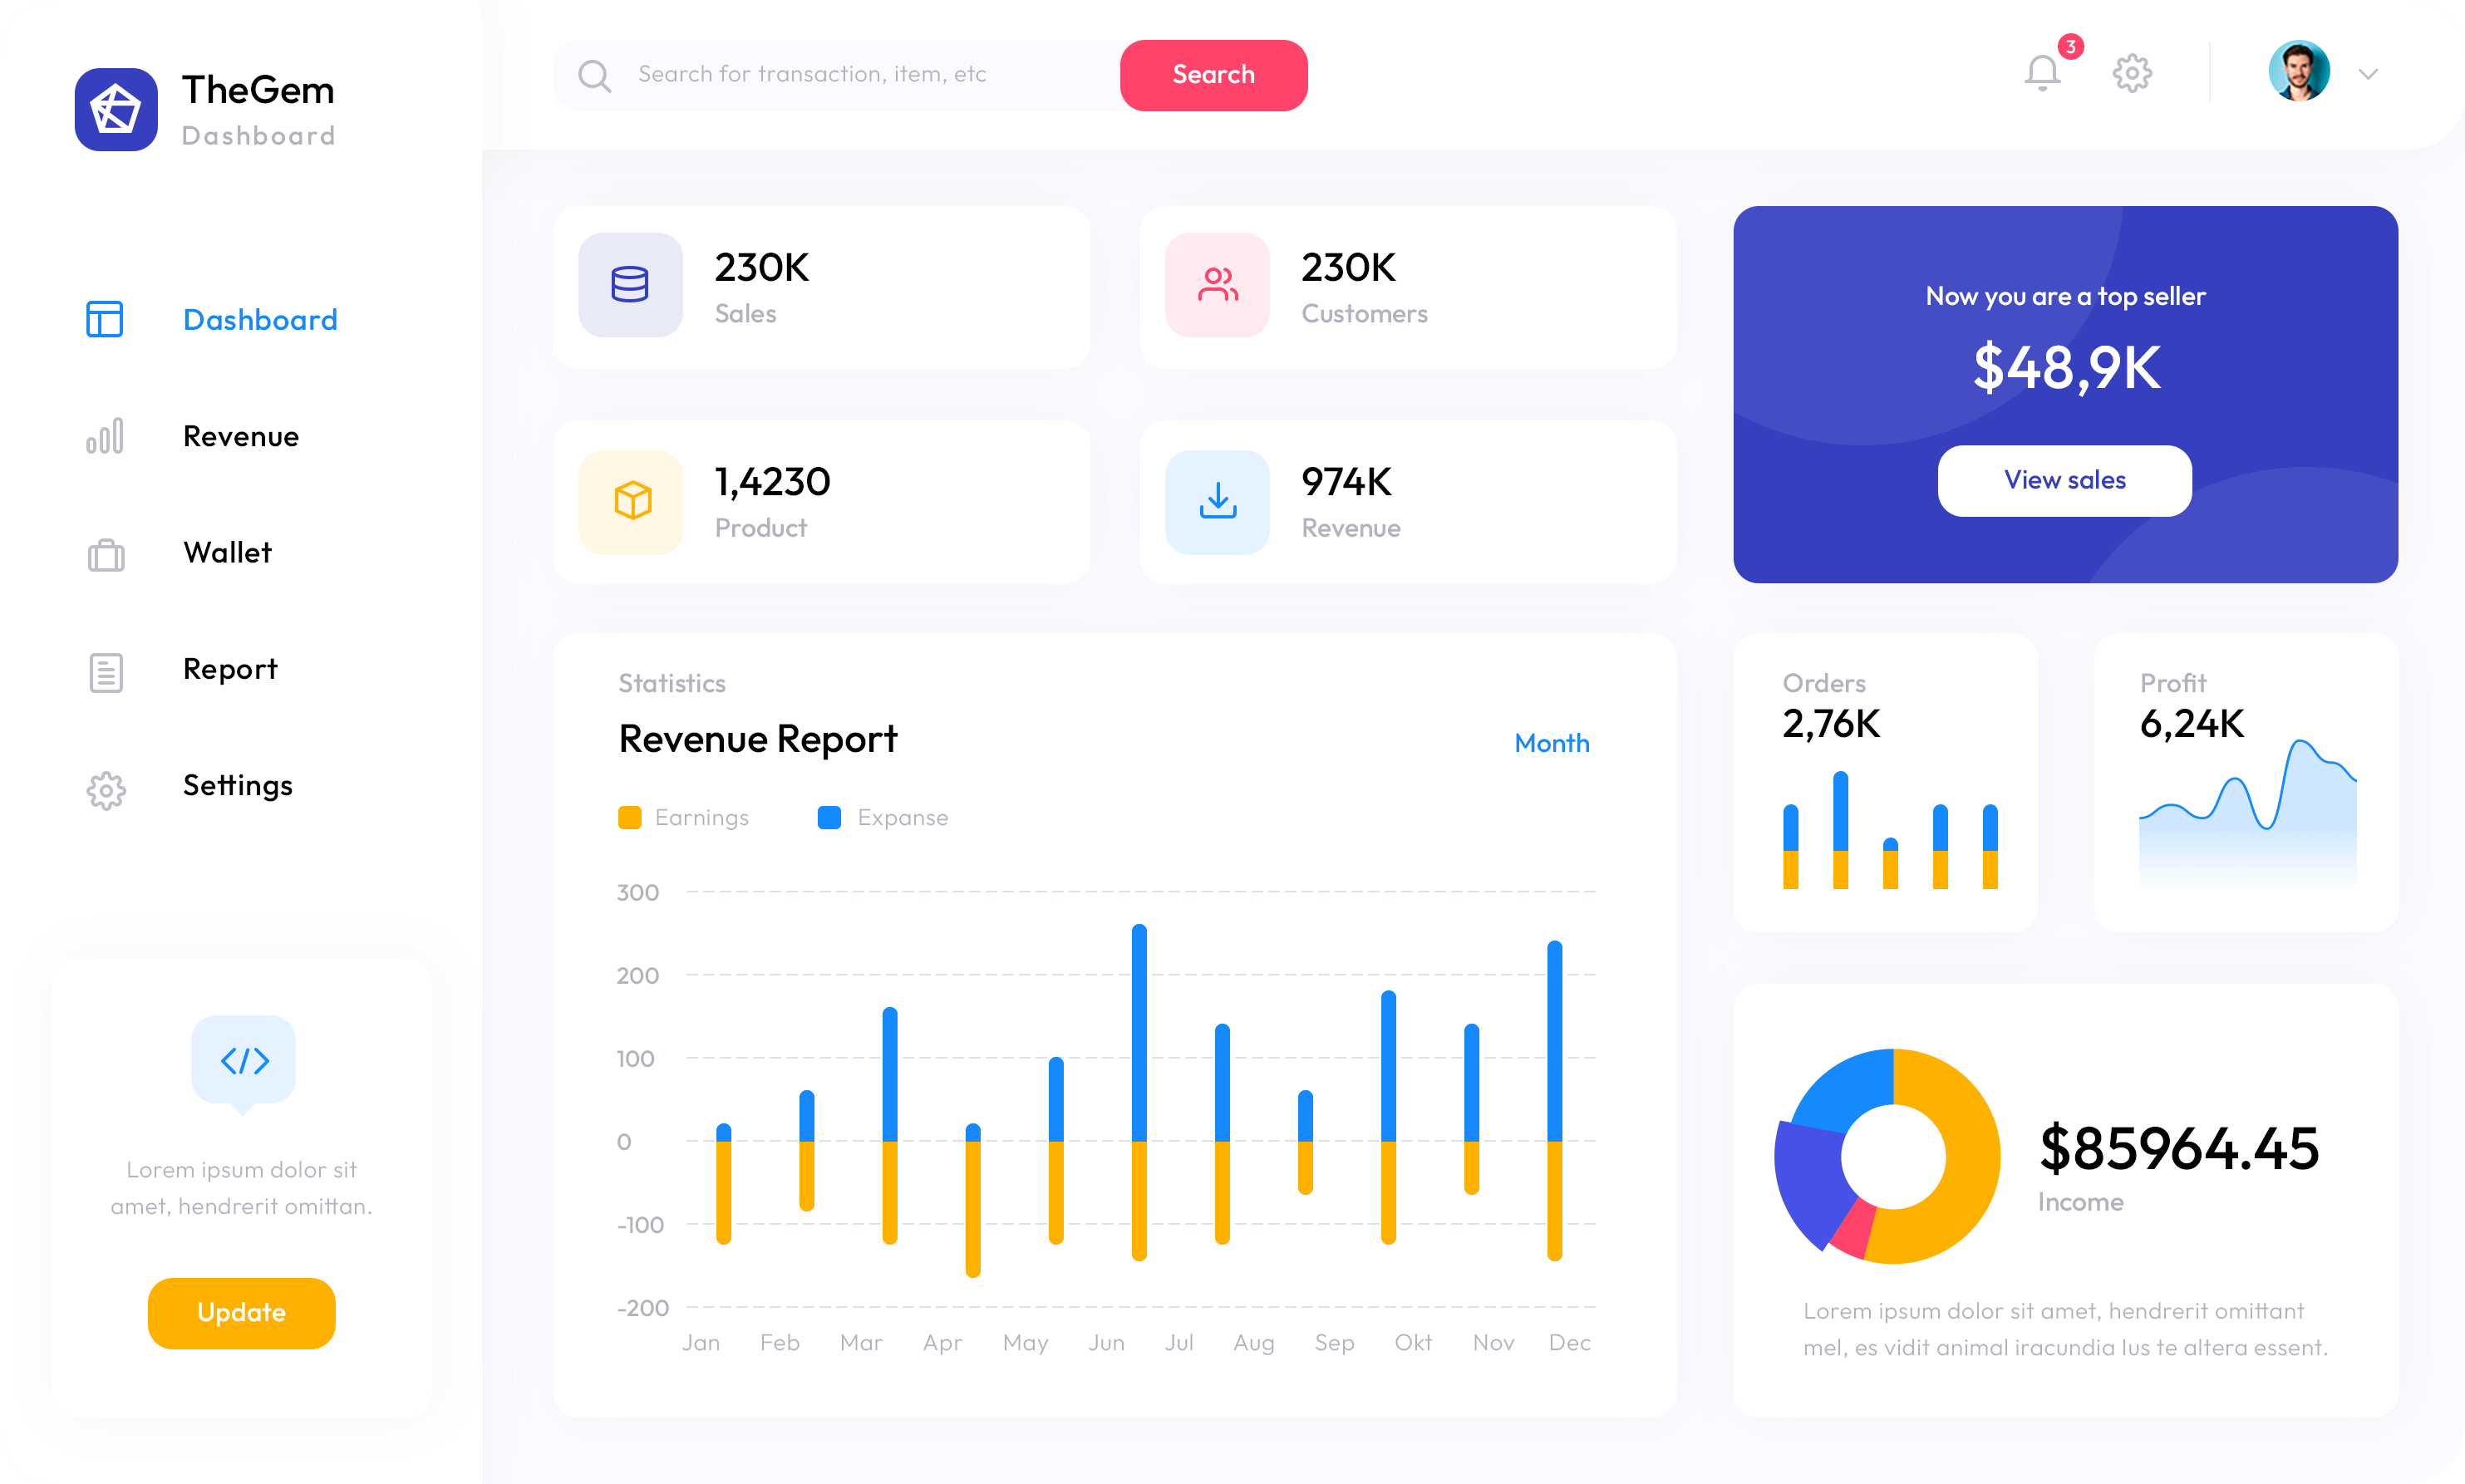 TheGem
Dashboard
Dashboard
Revenue
Wallet
Report
Settings
Lorem ipsum dolor sit
amet, hendrerit omittan.
Update
Search for transaction, item, etc
Search
3
230K
Sales
230K
Customers
1,4230
Product
974K
Revenue
Now you are a top seller
$48,9K
View sales
Statistics
Revenue Report
Month
Earnings
Expanse
300
200
100
0
-100
-200
Jan Feb Mar Apr May Jun Jul Aug Sep Okt Nov Dec
Orders
2,76K
Profit
6,24K
$85964.45
Income
Lorem ipsum dolor sit amet, hendrerit omittant
mel, es vidit animal iracundia lus te altera essent.